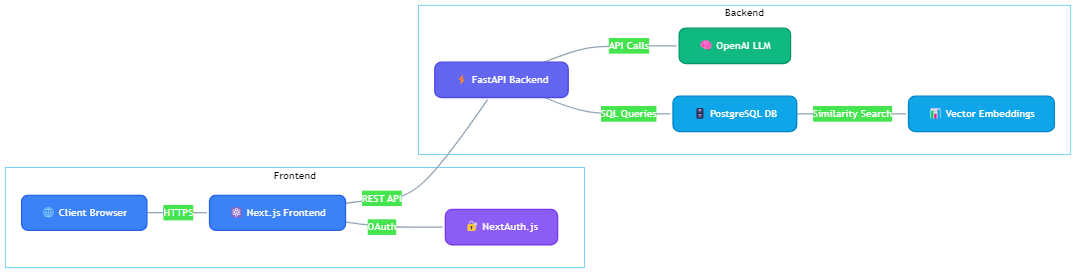 Backend
API Calls
OpenAI LLM
FastAPI Backend
SQL Queries
PostgreSQL DB
Similarity Search
Vector Embeddings
Frontend
REST API
Client Browser
HTTPS
Next.js Frontend
OAuth
NextAuth.js